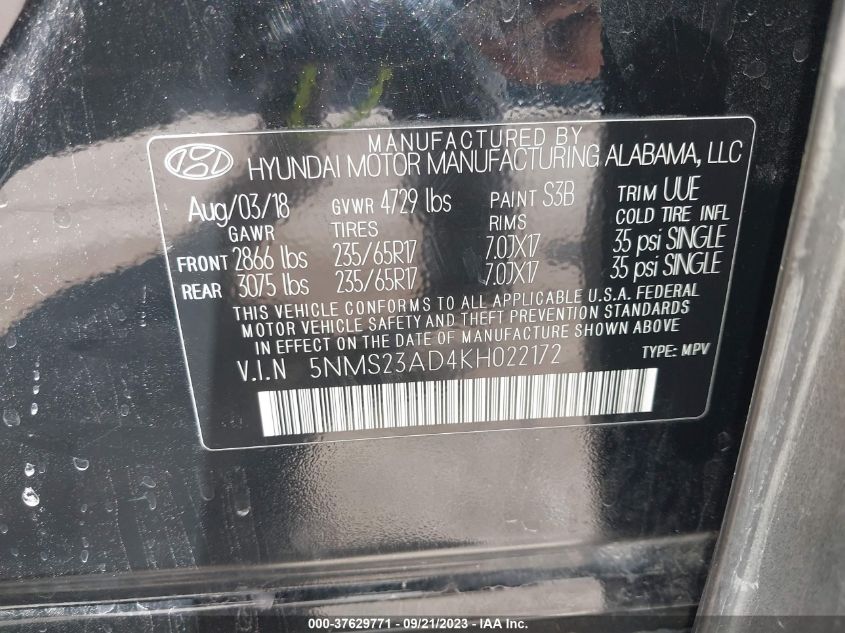 MANUFACTURED BY
HYUNDAI MOTOR MANUFACTURING ALABAMA, LLC
Aug/03/18 GVWR 4729 lbs PAINT S3B TRIM UUE
GAWR TIRES RIMS COLD TIRE INFL
FRONT 2866 lbs 235/65R17 7.0JX17 35 psi SINGLE
REAR 3075 lbs 235/65R17 7.0JX17 35 psi SINGLE
THIS VEHICLE CONFORMS TO ALL APPLICABLE U.S.A. FEDERAL
MOTOR VEHICLE SAFETY AND THEFT PREVENTION STANDARDS
IN EFFECT ON THE DATE OF MANUFACTURE SHOWN ABOVE
V.I.N 5NMS23AD4KH022172 TYPE: MPV
008-37629771 - 09/21/2023 - IAA Inc.